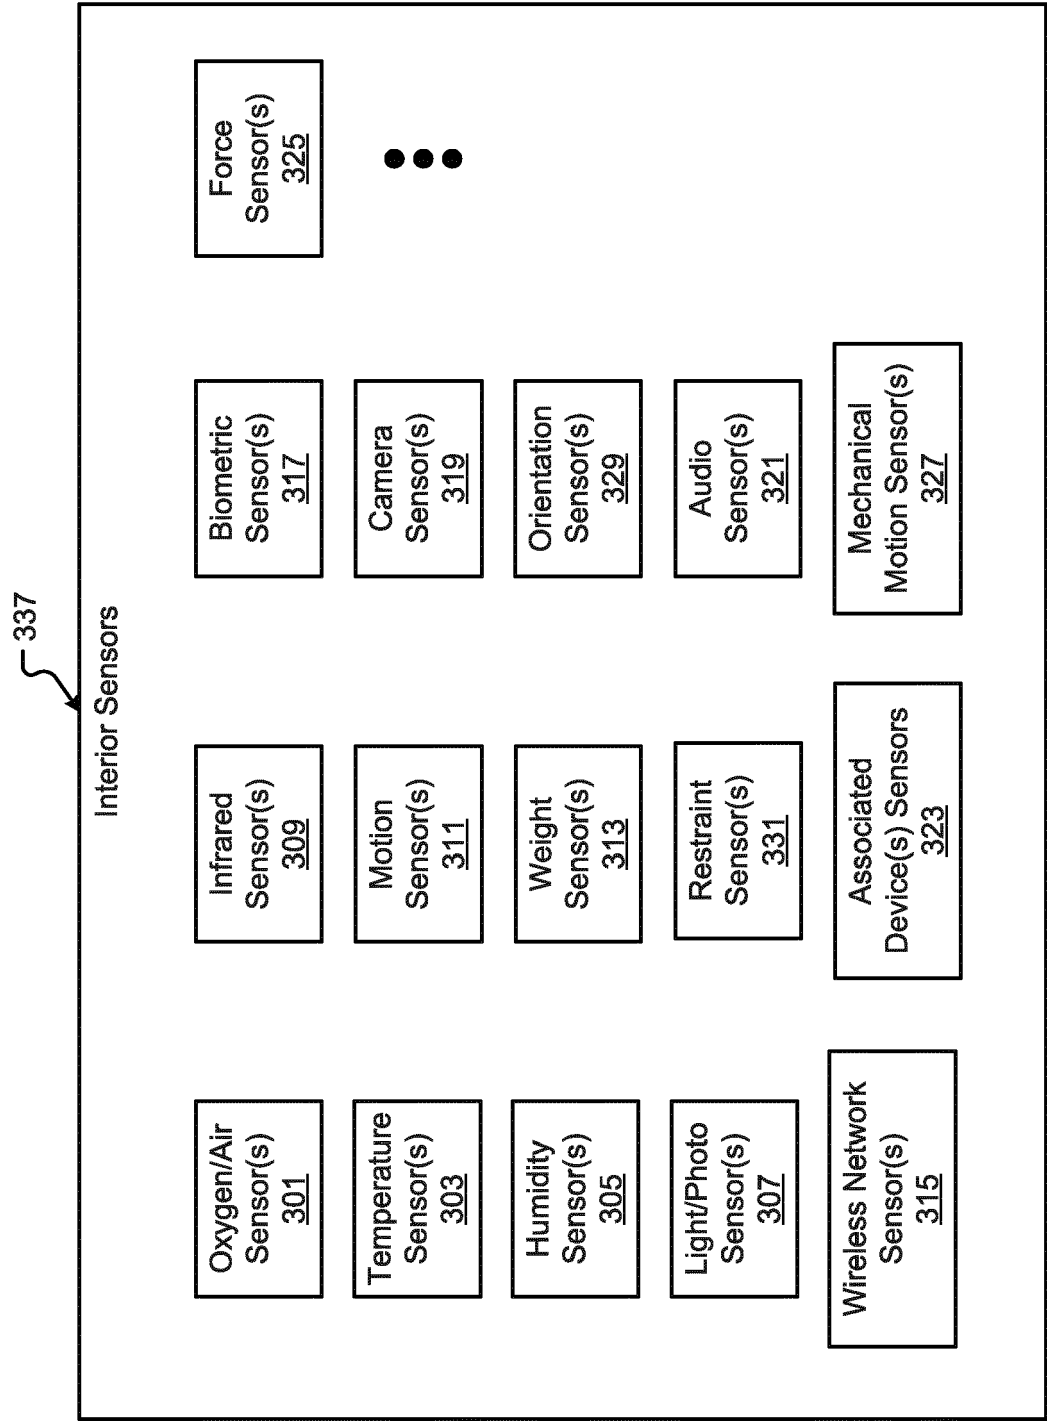 337
Interior Sensors
Oxygen/Air
Sensor(s)
301
Temperature
Sensor(s)
303
Humidity
Sensor(s)
305
Light/Photo
Sensor(s)
307
Wireless Network
Sensor(s)
315
Infrared
Sensor(s)
309
Motion
Sensor(s)
311
Weight
Sensor(s)
313
Restraint
Sensor(s)
331
Associated
Device(s) Sensors
323
Biometric
Sensor(s)
317
Camera
Sensor(s)
319
Orientation
Sensor(s)
329
Audio
Sensor(s)
321
Mechanical
Motion Sensor(s)
327
Force
Sensor(s)
325